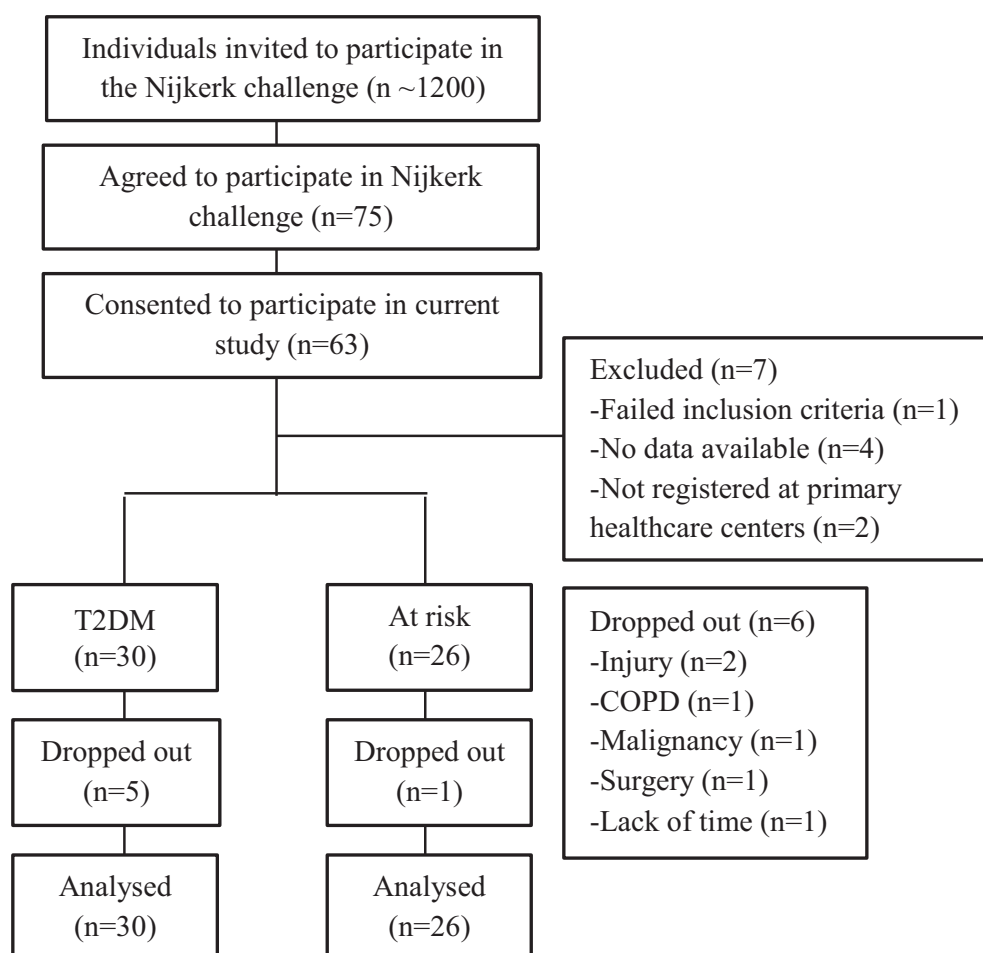 Individuals invited to participate in
the Nijkerk challenge (n ~1200)
Agreed to participate in Nijkerk
challenge (n=75)
Consented to participate in current
study (n=63)
Excluded (n=7)
-Failed inclusion criteria (n=1)
-No data available (n=4)
-Not registered at primary
healthcare centers (n=2)
T2DM
(n=30)
At risk
(n=26)
Dropped out (n=6)
-Injury (n=2)
-COPD (n=1)
-Malignancy (n=1)
-Surgery (n=1)
-Lack of time (n=1)
Dropped out
(n=5)
Dropped out
(n=1)
Analysed
(n=30)
Analysed
(n=26)